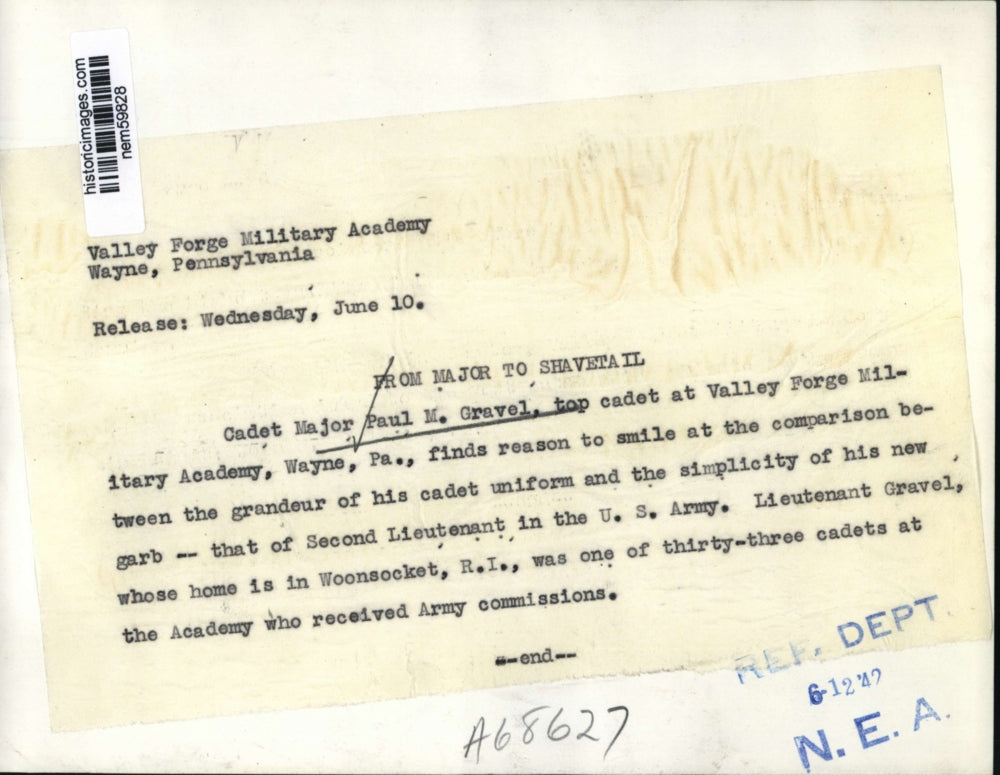 historicimages.com
nem59828
Valley Forge Military Academy
Wayne, Pennsylvania
Release: Wednesday, June 10.
FROM MAJOR TO SHAVETAIL
Cadet Major Paul M. Gravel, top cadet at Valley Forge Mil-
itary Academy, Wayne, Pa., finds reason to smile at the comparison be-
tween the grandeur of his cadet uniform and the simplicity of his new
garb -- that of Second Lieutenant in the U. S. Army. Lieutenant Gravel,
whose home is in Woonsocket, R.I., was one of thirty-three cadets at
the Academy who received Army commissions.
--end--
REF. DEPT.
6-12'42
N. E. A.
A68627